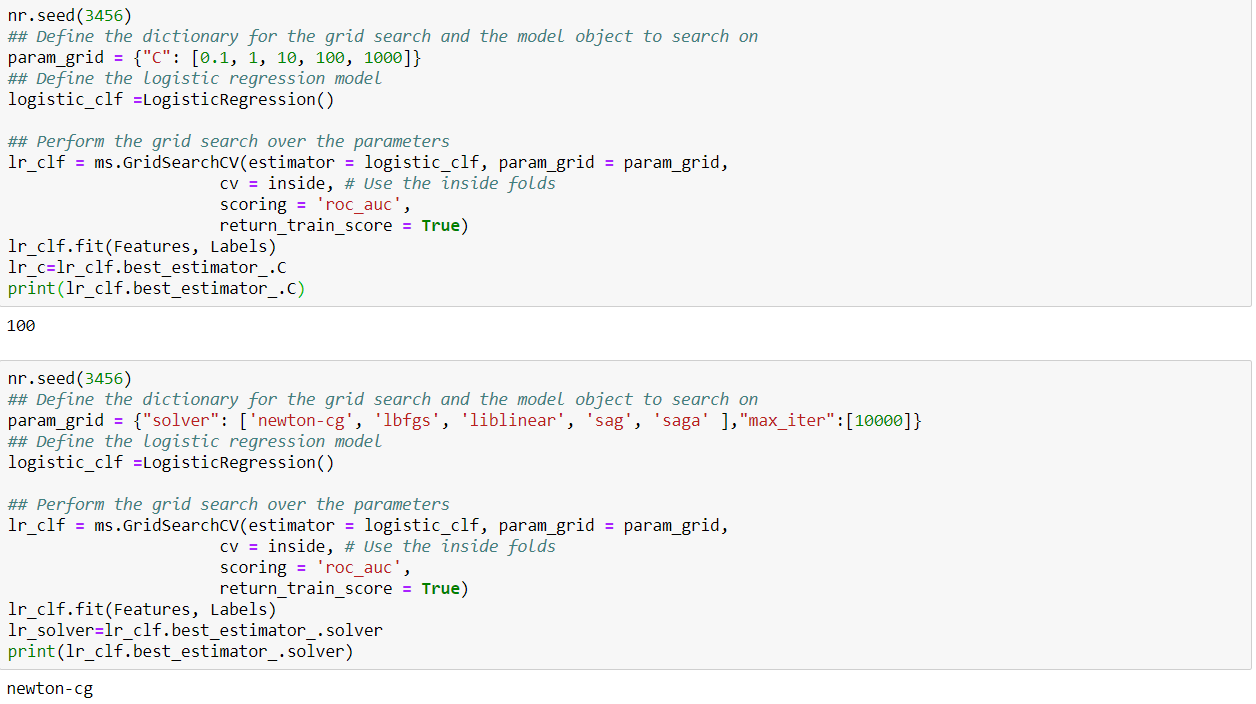 nr.seed(3456)
## Define the dictionary for the grid search and the model object to search on
param_grid = {"C": [0.1, 1, 10, 100, 1000]}
## Define the logistic regression model
logistic_clf =LogisticRegression()
## Perform the grid search over the parameters
lr_clf = ms.GridSearchCV(estimator = logistic_clf, param_grid = param_grid,
cv = inside, # Use the inside folds
scoring = 'roc_auc',
return_train_score = True)
lr_clf.fit(Features, Labels)
lr_c=lr_clf.best_estimator_.C
print(lr_clf.best_estimator_.C)
100
nr.seed(3456)
## Define the dictionary for the grid search and the model object to search on
param_grid = {"solver": ['newton-cg', 'lbfgs', 'liblinear', 'sag', 'saga' ],"max_iter":[10000]}
## Define the logistic regression model
logistic_clf =LogisticRegression()
## Perform the grid search over the parameters
lr_clf = ms.GridSearchCV(estimator = logistic_clf, param_grid = param_grid,
cv = inside, # Use the inside folds
scoring = 'roc_auc',
return_train_score = True)
lr_clf.fit(Features, Labels)
lr_solver=lr_clf.best_estimator_.solver
print(lr_clf.best_estimator_.solver)
newton-cg